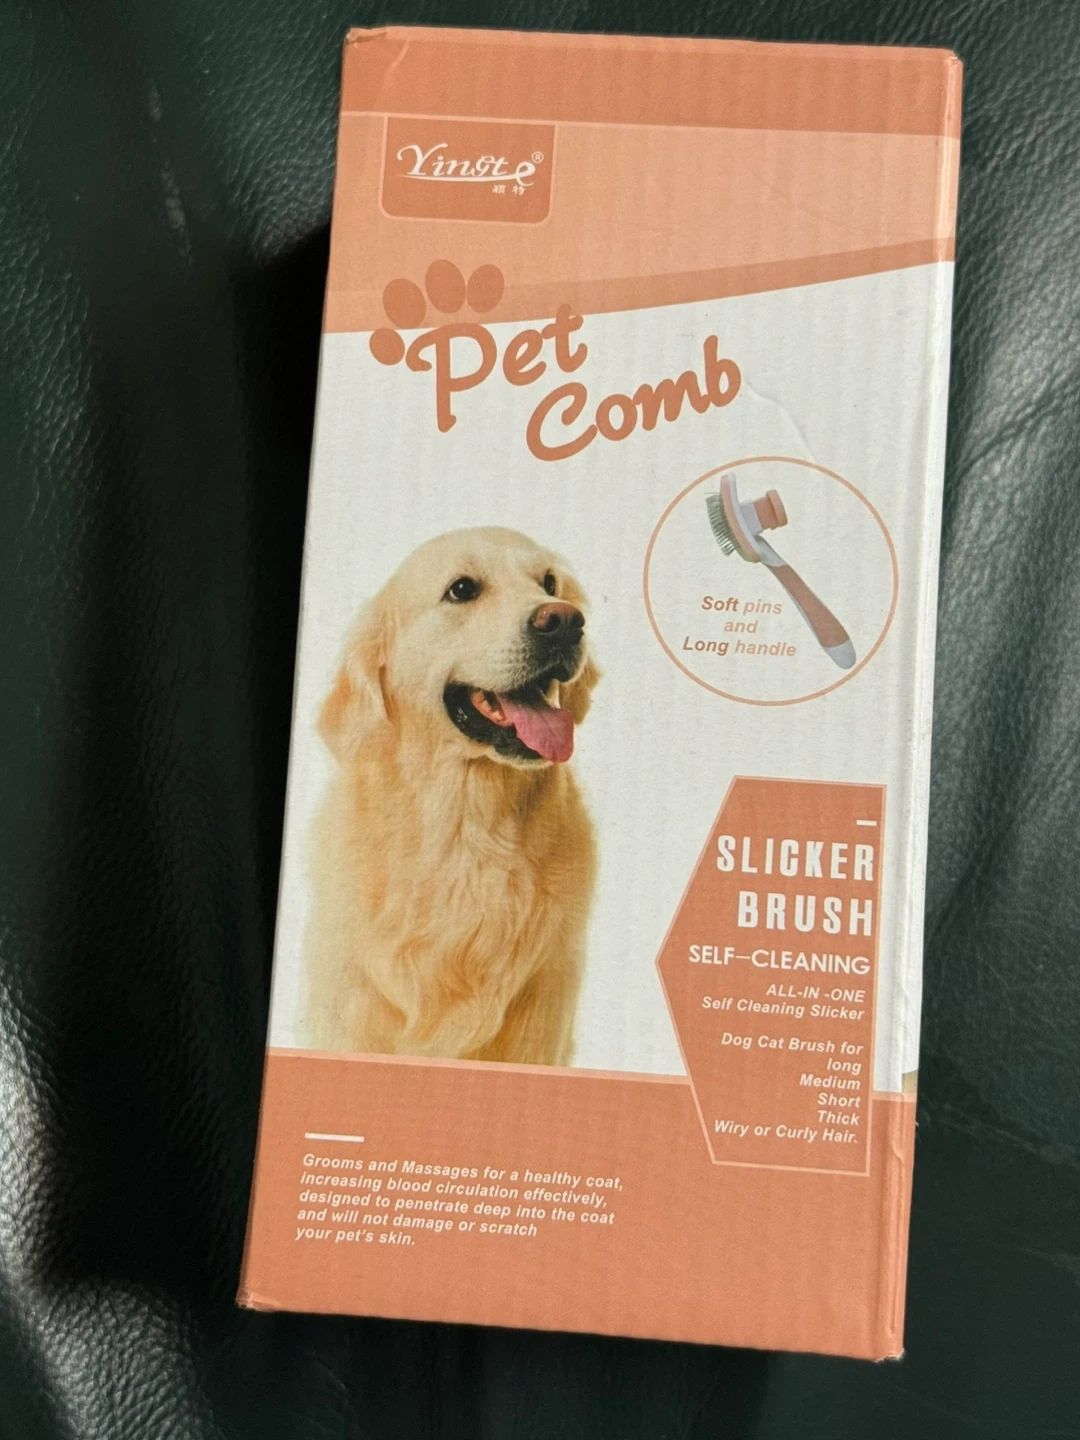 Yingte®
颖特
Pet
Comb
Soft pins
and
Long handle
SLICKER
BRUSH
SELF-CLEANING
ALL-IN -ONE
Self Cleaning Slicker
Dog Cat Brush for
long
Medium
Short
Thick
Wiry or Curly Hair.
Grooms and Massages for a healthy coat,
increasing blood circulation effectively,
designed to penetrate deep into the coat
and will not damage or scratch
your pet's skin.